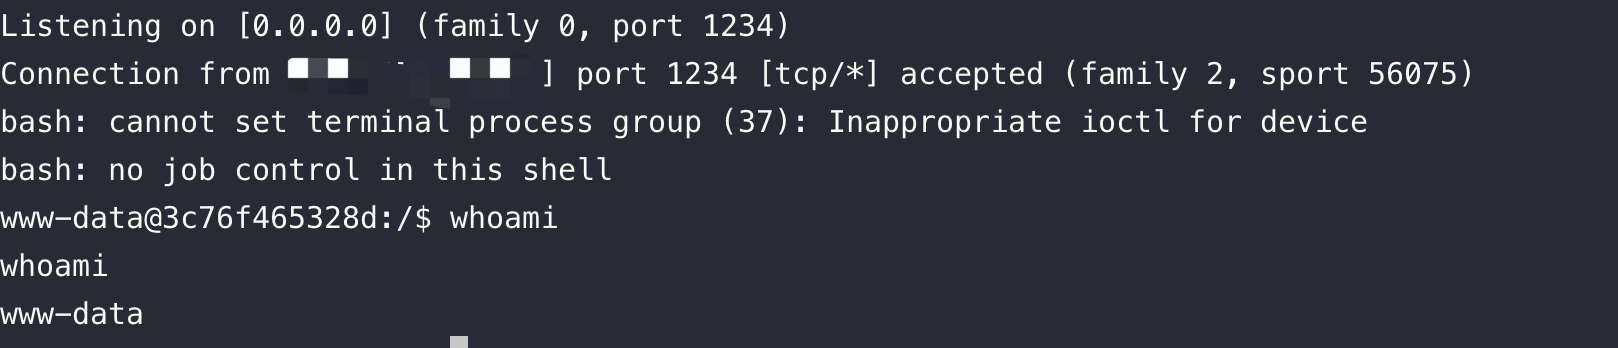 Listening on [0.0.0.0] (family 0, port 1234)
Connection from ] port 1234 [tcp/*] accepted (family 2, sport 56075)
bash: cannot set terminal process group (37): Inappropriate ioctl for device
bash: no job control in this shell
www-data@3c76f465328d:/$ whoami
whoami
www-data